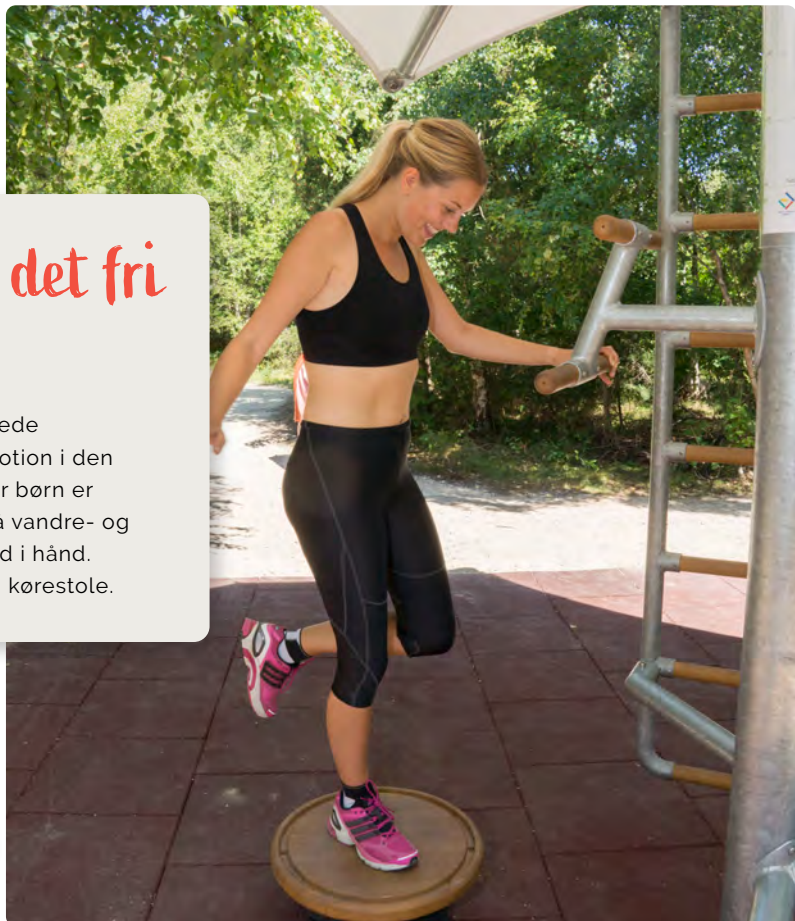 det fri
ede
otion i den
r børn er
a vandre- og
d i hånd.
kørestole.